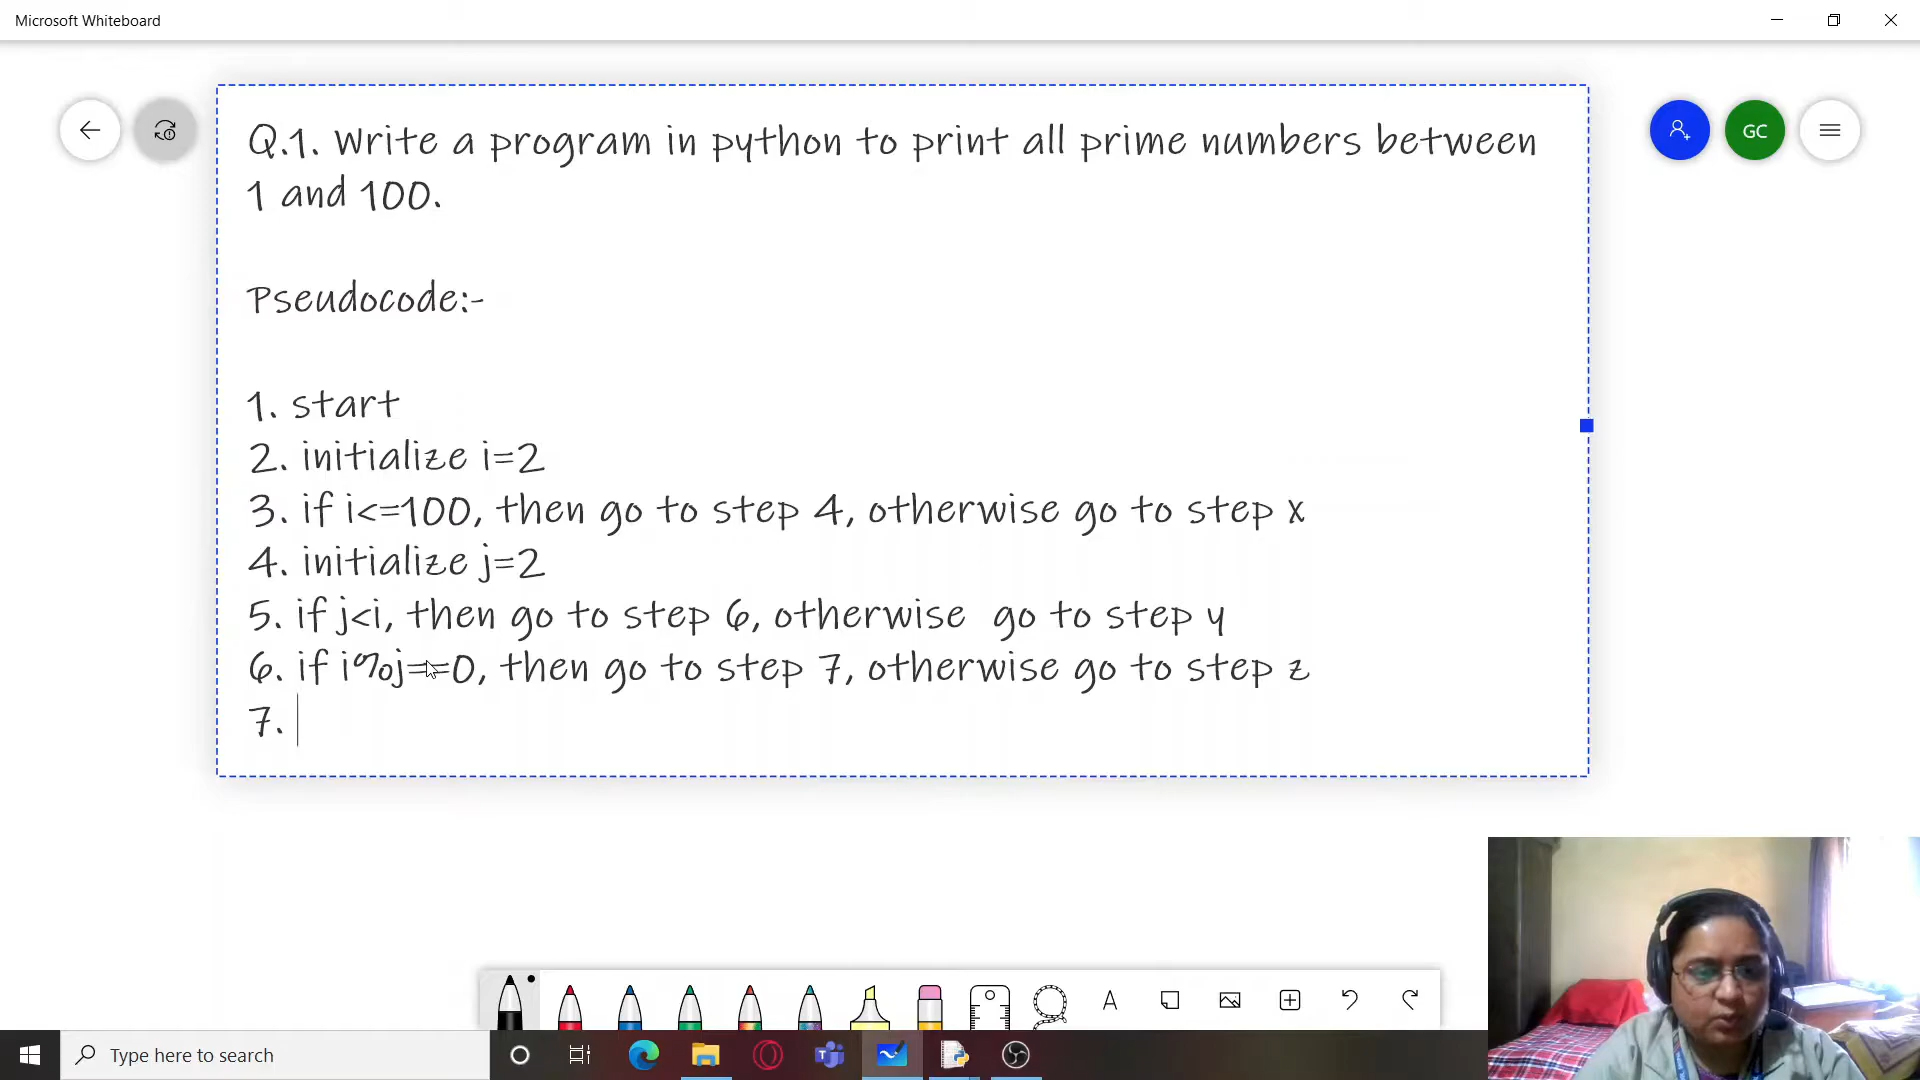 Microsoft Whiteboard
Q.1. Write a program in python to print all prime numbers between
1 and 100.
GC
Pseudocode:-
1. start
2. initialize i=2
3. if i<=100, then go to step 4, otherwise go to step x
4. initialize j=2
5. if j<i, then go to step 6, otherwise  go to step y
6. if i%j==0, then go to step 7, otherwise go to step z
7.
A
Type here to search